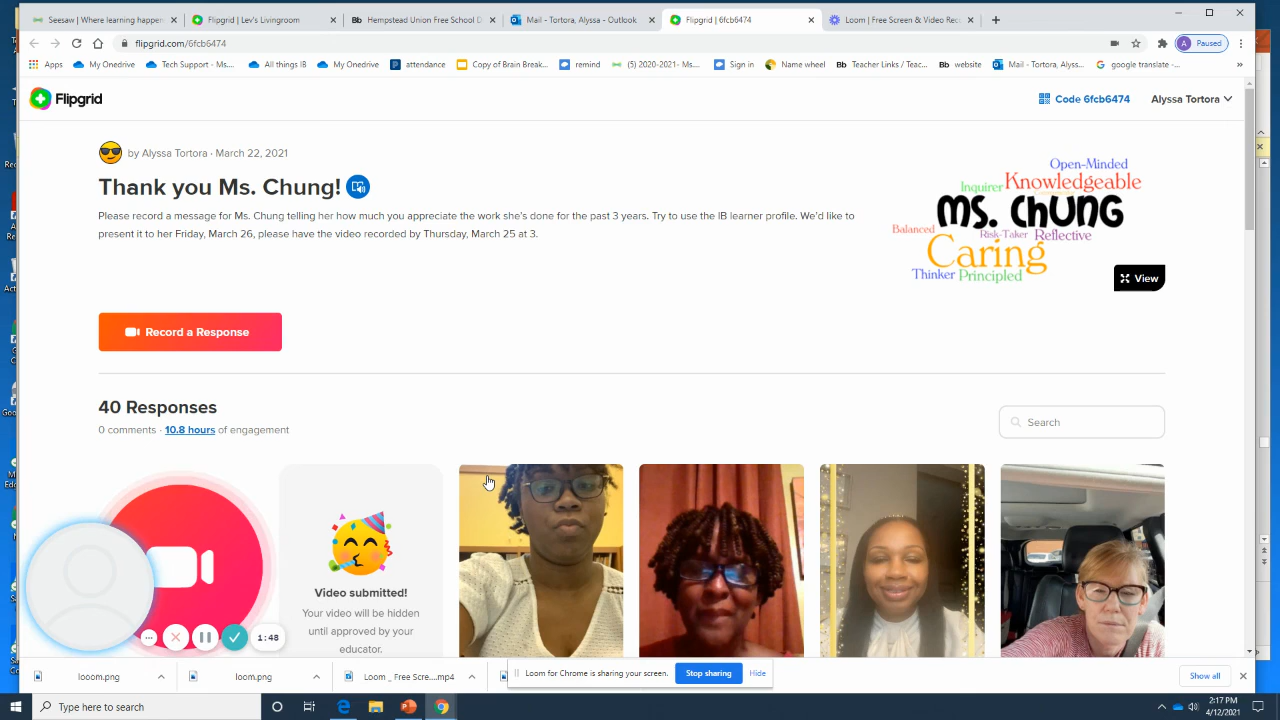 Seesaw | Where learning happen
Flipgrid | Lev's Livingroom
Hempstead Union Free School D
Mail - Tortora, Alyssa - Outlook
Flipgrid | 6fcb6474
Loom | Free Screen & Video Rec
flipgrid.com/6fcb6474
A Paused
Apps
My Onedrive
Tech Support - Ms....
All things IB
My Onedrive
attendance
Copy of Brain Break...
remind
(5) 2020-2021- Ms....
Sign in
Name wheel
Bb Teacher Links / Teac...
Bb website
Mail - Tortora, Alyss...
google translate -...
Flipgrid
Code 6fcb6474
Alyssa Tortora
by Alyssa Tortora · March 22, 2021
Thank you Ms. Chung!
Please record a message for Ms. Chung telling her how much you appreciate the work she's done for the past 3 years. Try to use the IB learner profile. We'd like to
present it to her Friday, March 26, please have the video recorded by Thursday, March 25 at 3.
Open-Minded
Inquirer Knowledgeable
Ms. Chung
Balanced Risk-Taker Reflective
Caring
Thinker Principled
View
Record a Response
40 Responses
0 comments · 10.8 hours of engagement
Search
Video submitted!
Your video will be hidden
until approved by your
educator.
1:48
looom.png
loom.png
Loom _ Free Scre....mp4
Loom for Chrome is sharing your screen.
Stop sharing
Hide
Show all
Type here to search
2:17 PM
4/12/2021